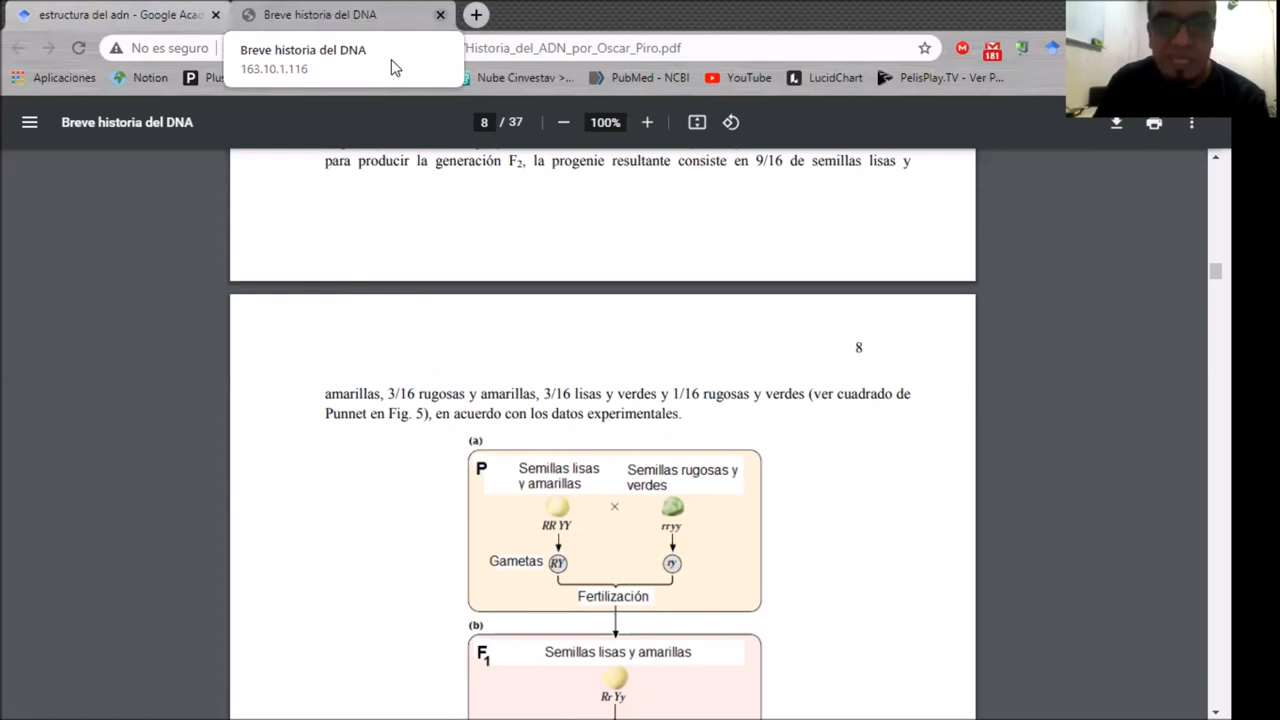 estructura del adn - Google Aca
Breve historia del DNA
No es seguro
Historia_del_ADN_por_Oscar_Piro.pdf
Breve historia del DNA
163.10.1.116
181
Aplicaciones
Notion
Plu
Nube Cinvestav >...
PubMed - NCBI
YouTube
LucidChart
PelisPlay.TV - Ver P...
Breve historia del DNA
8 / 37
100%
para producir la generación F2, la progenie resultante consiste en 9/16 de semillas lisas y
8
amarillas, 3/16 rugosas y amarillas, 3/16 lisas y verdes y 1/16 rugosas y verdes (ver cuadrado de
Punnet en Fig. 5), en acuerdo con los datos experimentales.
(a)
P
Semillas lisas
y amarillas
Semillas rugosas y
verdes
×
RR YY
rryy
Gametas
RY
ry
Fertilización
(b)
F1
Semillas lisas y amarillas
Rr Yy